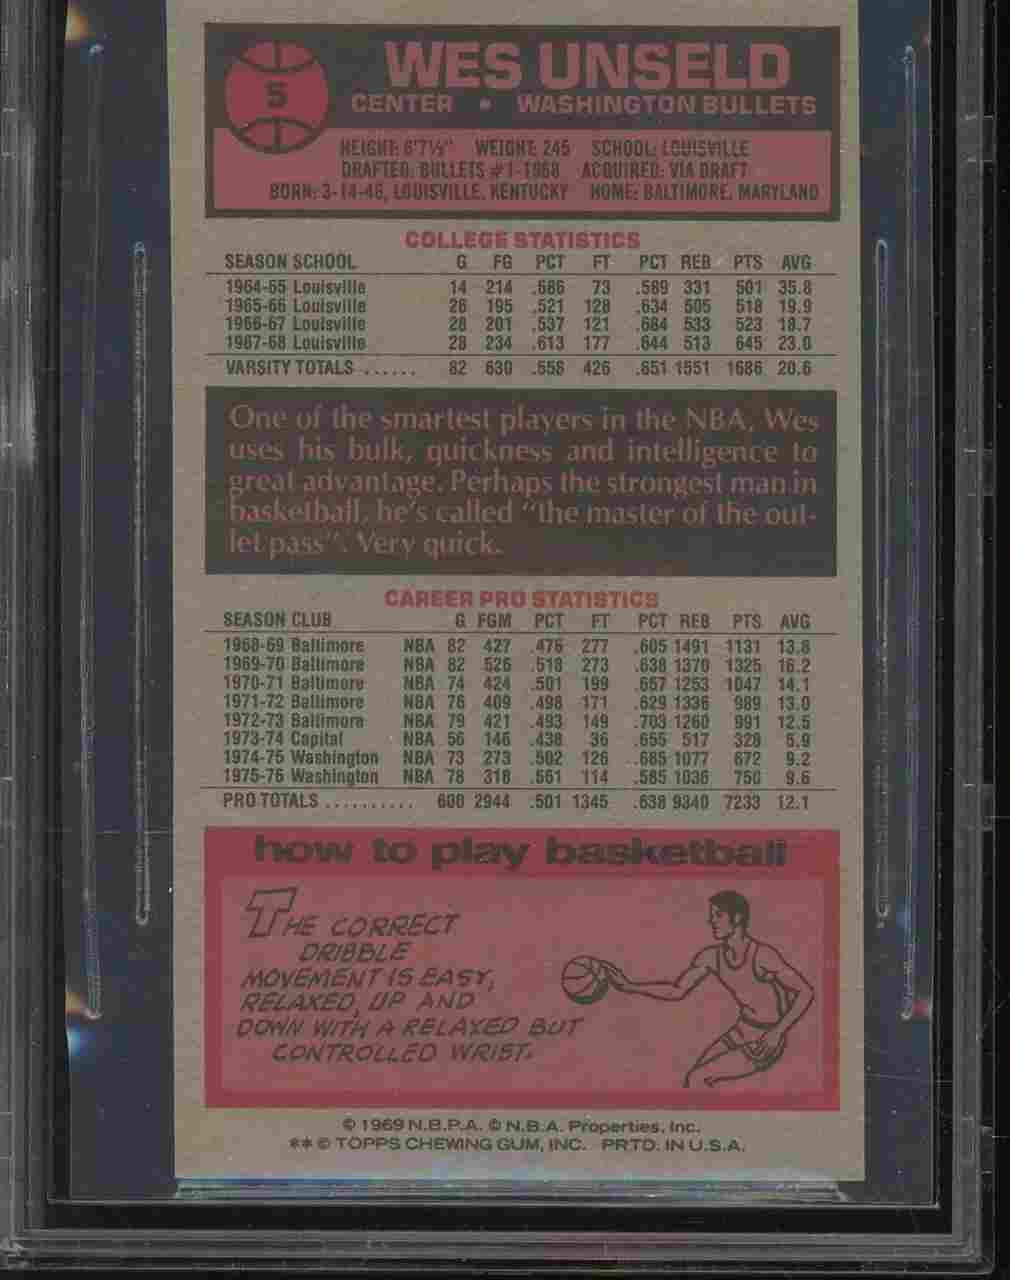 5
WES UNSELD
CENTER • WASHINGTON BULLETS
HEIGHT: 6'7½" WEIGHT: 245 SCHOOL: LOUISVILLE
DRAFTED: BULLETS #1-1968 ACQUIRED: VIA DRAFT
BORN: 3-14-46, LOUISVILLE, KENTUCKY HOME: BALTIMORE, MARYLAND
COLLEGE STATISTICS
SEASON SCHOOL G FG PCT FT PCT REB PTS AVG
1964-65 Louisville 14 214 .686 73 .589 331 501 35.8
1965-66 Louisville 26 195 .521 128 .634 505 518 19.9
1966-67 Louisville 28 201 .537 121 .684 533 523 18.7
1967-68 Louisville 28 234 .613 177 .644 513 645 23.0
VARSITY TOTALS ...... 82 630 .558 426 .651 1551 1686 20.6
One of the smartest players in the NBA, Wes
uses his bulk, quickness and intelligence to
great advantage. Perhaps the strongest man in
basketball, he's called "the master of the out-
let pass". Very quick.
CAREER PRO STATISTICS
SEASON CLUB G FGM PCT FT PCT REB PTS AVG
1968-69 Baltimore NBA 82 427 .476 277 .605 1491 1131 13.8
1969-70 Baltimore NBA 82 526 .518 273 .638 1370 1325 16.2
1970-71 Baltimore NBA 74 424 .501 199 .657 1253 1047 14.1
1971-72 Baltimore NBA 76 409 .498 171 .629 1336 989 13.0
1972-73 Baltimore NBA 79 421 .493 149 .703 1260 991 12.5
1973-74 Capital NBA 56 146 .438 36 .655 517 328 5.9
1974-75 Washington NBA 73 273 .502 126 .685 1077 672 9.2
1975-76 Washington NBA 78 318 .561 114 .585 1036 750 9.6
PRO TOTALS .......... 600 2944 .501 1345 .638 9340 7233 12.1
how to play basketball
THE CORRECT
DRIBBLE
MOVEMENT IS EASY,
RELAXED, UP AND
DOWN WITH A RELAXED BUT
CONTROLLED WRIST.
© 1969 N.B.P.A. © N.B.A. Properties, Inc.
** © TOPPS CHEWING GUM, INC. PRTD. IN U.S.A.